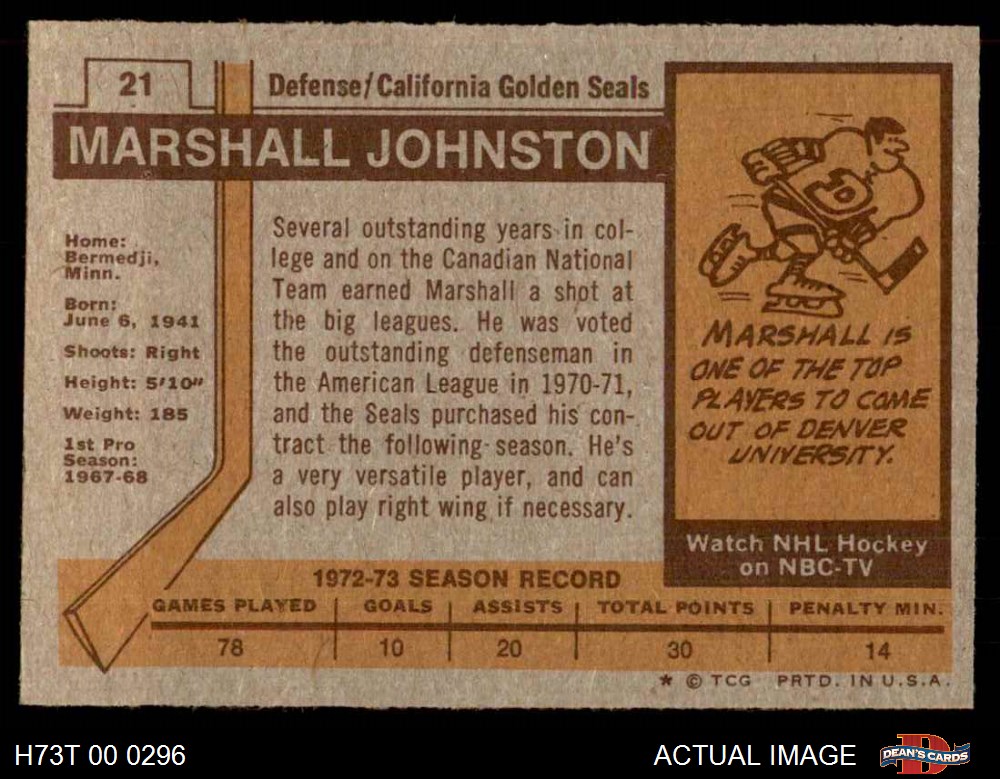 21
Defense/California Golden Seals
MARSHALL JOHNSTON
Home:
Bermedji,
Minn.
Born:
June 6, 1941
Shoots: Right
Height: 5'10"
Weight: 185
1st Pro
Season:
1967-68
Several outstanding years in col-
lege and on the Canadian National
Team earned Marshall a shot at
the big leagues. He was voted
the outstanding defenseman in
the American League in 1970-71,
and the Seals purchased his con-
tract the following season. He's
a very versatile player, and can
also play right wing if necessary.
MARSHALL IS
ONE OF THE TOP
PLAYERS TO COME
OUT OF DENVER
UNIVERSITY.
Watch NHL Hockey
on NBC-TV
1972-73 SEASON RECORD
GAMES PLAYED GOALS ASSISTS TOTAL POINTS PENALTY MIN.
78 10 20 30 14
* © TCG PRTD. IN U.S.A.
H73T 00 0296
ACTUAL IMAGE
DEAN'S CARDS